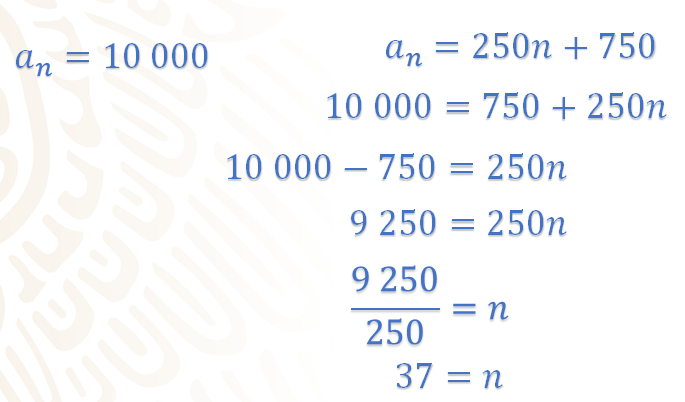 aₙ = 10 000
aₙ = 250n + 750
10 000 = 750 + 250n
10 000 − 750 = 250n
9 250 = 250n
9 250
250
= n
37 = n